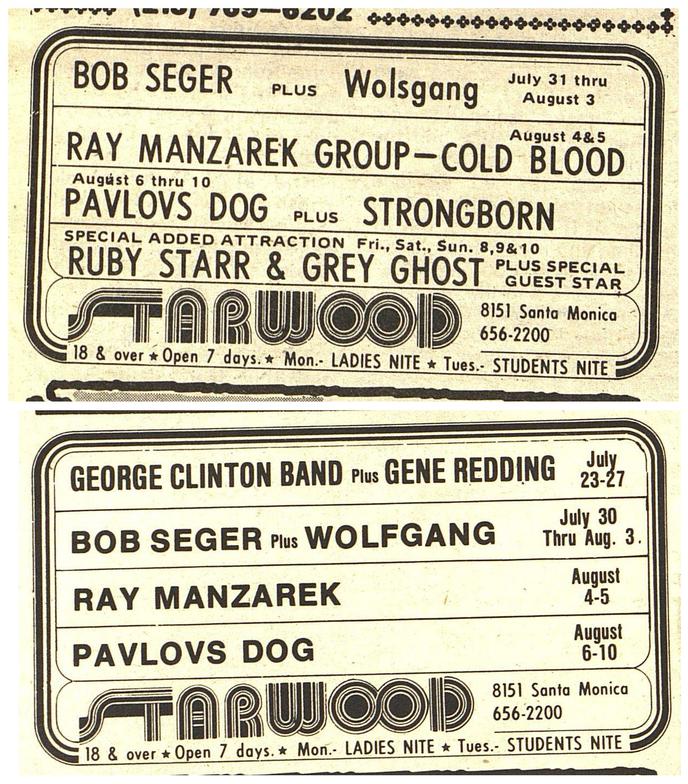 (213) 789-6202
BOB SEGER PLUS Wolsgang July 31 thru August 3
August 4&5
RAY MANZAREK GROUP—COLD BLOOD
August 6 thru 10
PAVLOVS DOG PLUS STRONGBORN
SPECIAL ADDED ATTRACTION Fri., Sat., Sun. 8,9&10
RUBY STARR & GREY GHOST PLUS SPECIAL GUEST STAR
STARWOOD 8151 Santa Monica
656-2200
18 & over ★ Open 7 days. ★ Mon.- LADIES NITE ★ Tues.- STUDENTS NITE
GEORGE CLINTON BAND Plus GENE REDDING July 23-27
BOB SEGER Plus WOLFGANG July 30 Thru Aug. 3.
RAY MANZAREK August 4-5
PAVLOVS DOG August 6-10
STARWOOD 8151 Santa Monica
656-2200
18 & over ★ Open 7 days. ★ Mon.- LADIES NITE ★ Tues.- STUDENTS NITE